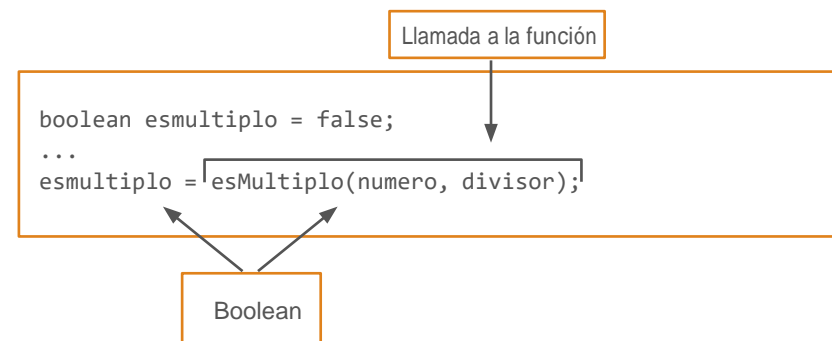 Llamada a la función
boolean esmultiplo = false;
...
esmultiplo = esMultiplo(numero, divisor);
Boolean